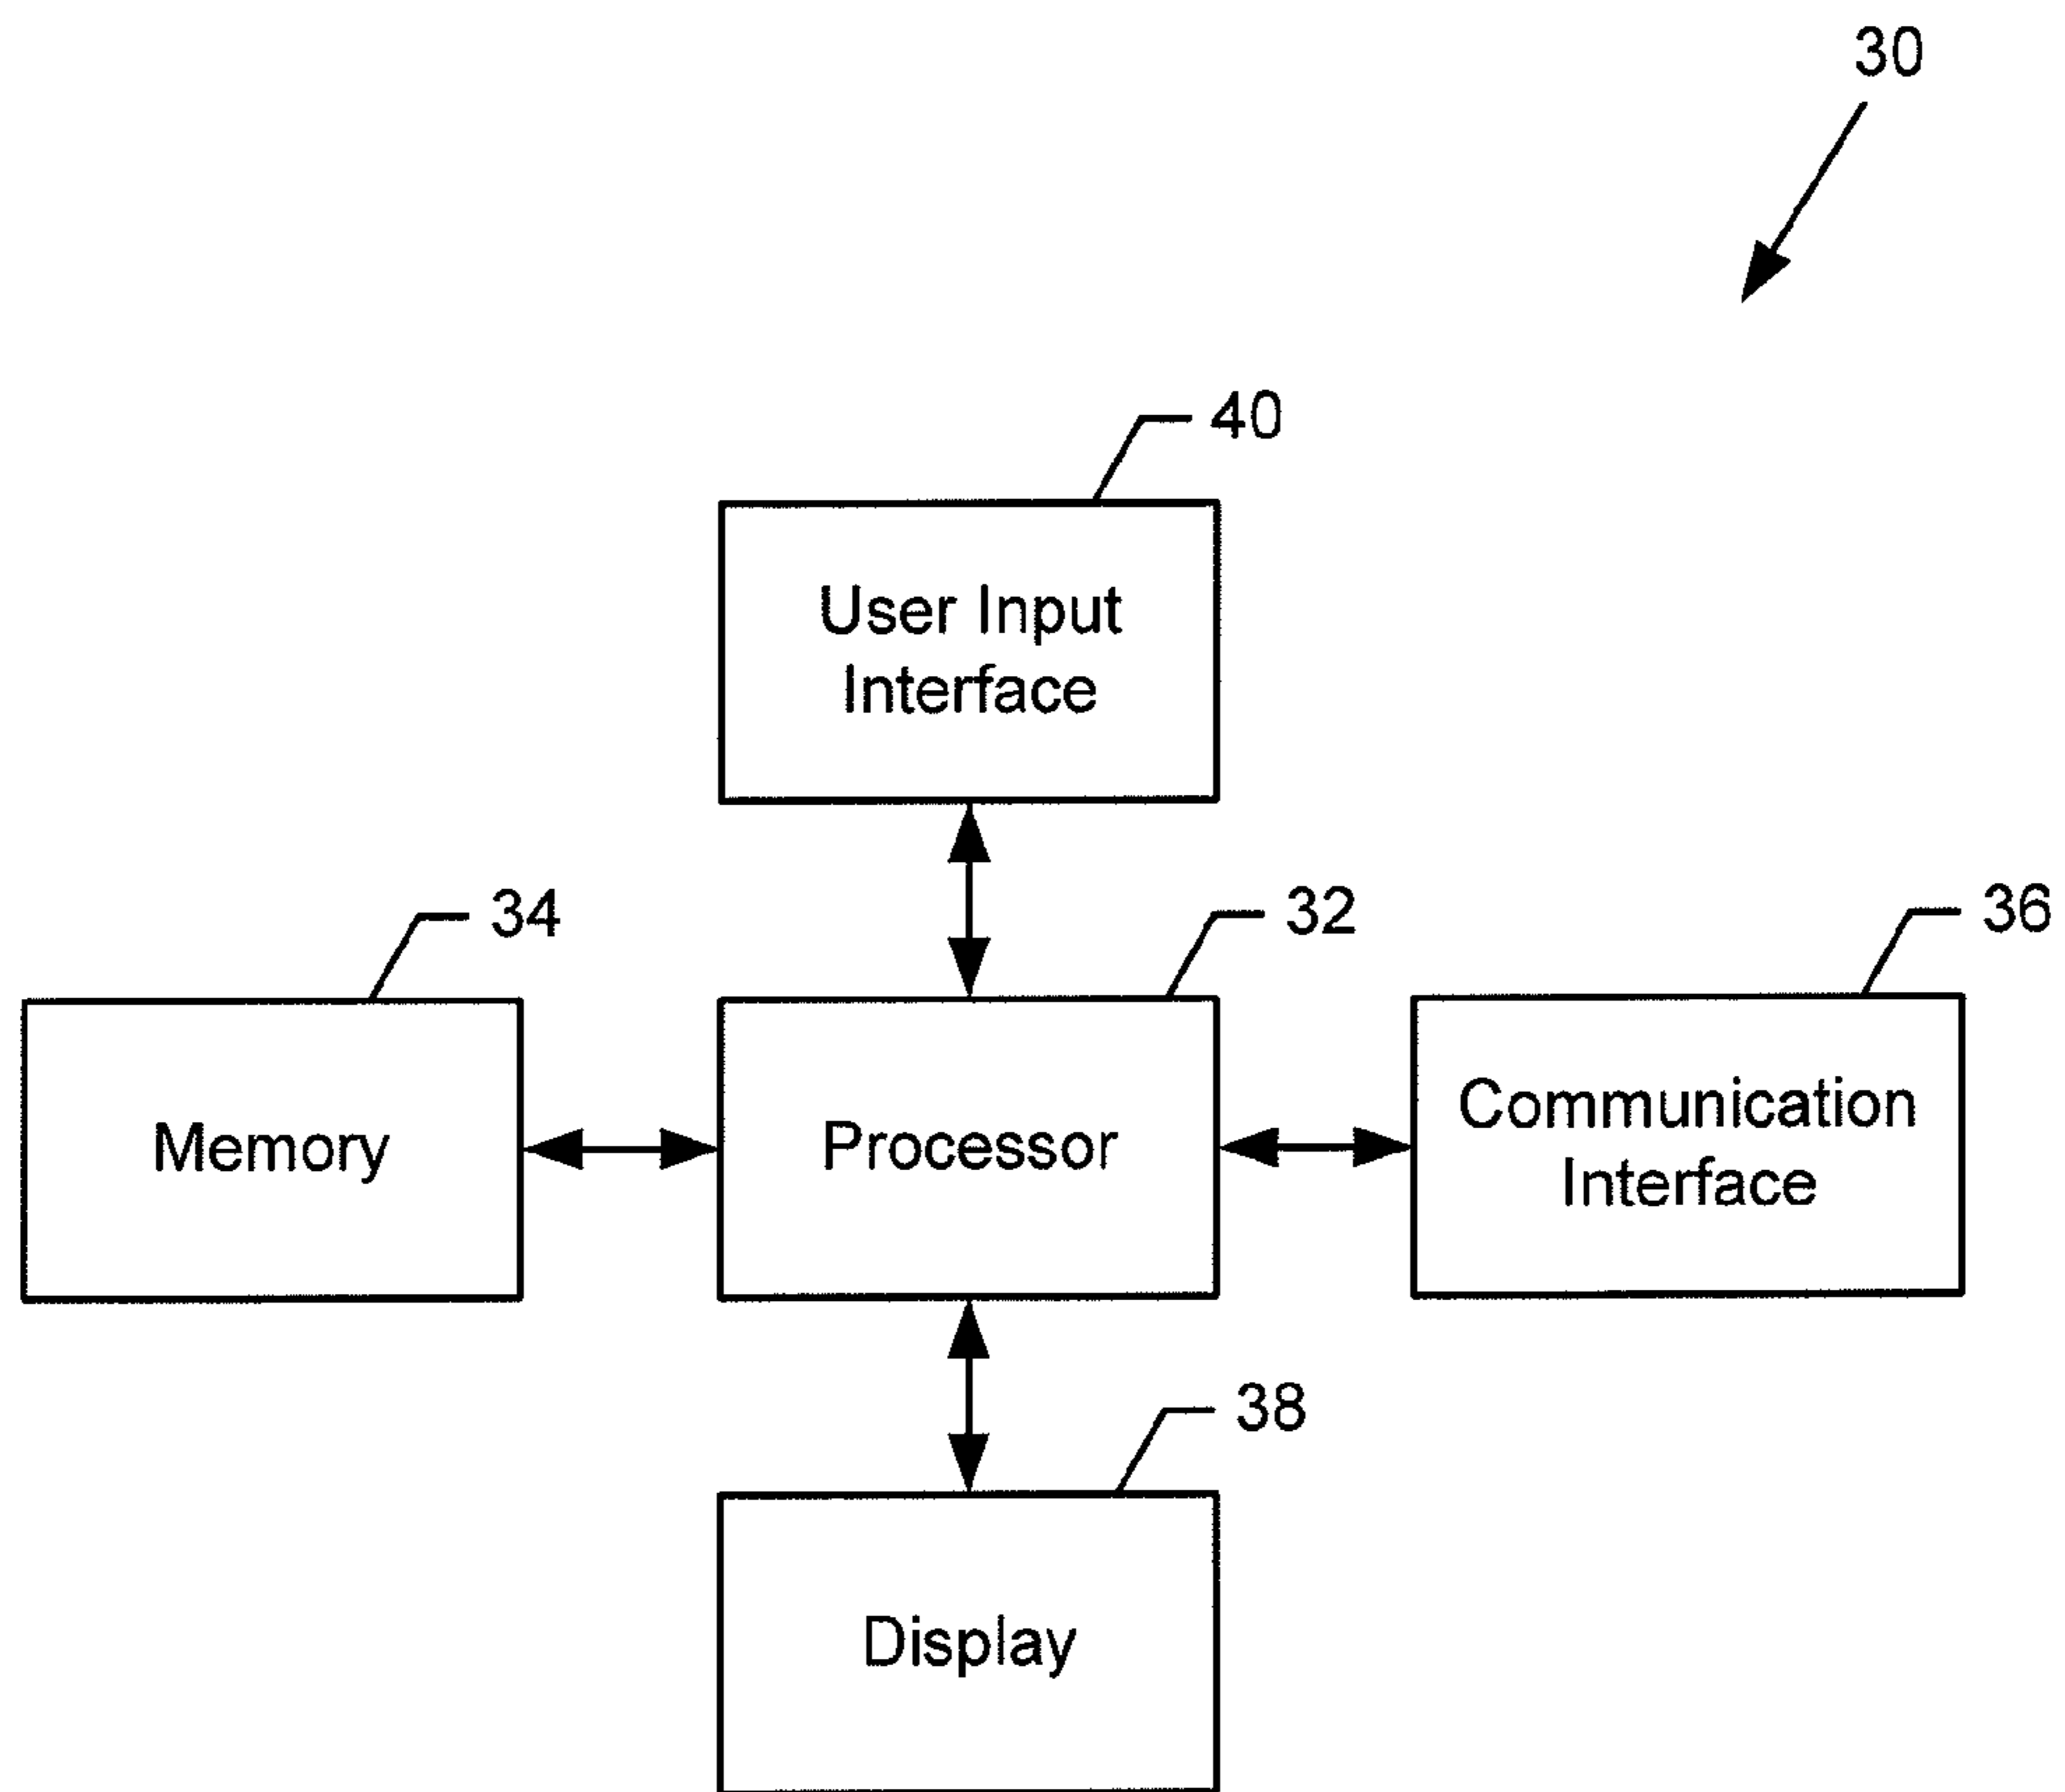 30
40
User Input
Interface
34
32
36
Memory
Processor
Communication
Interface
38
Display